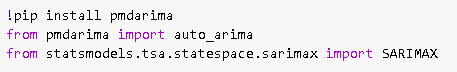 !pip install pmdarima
from pmdarima import auto_arima
from statsmodels.tsa.statespace.sarimax import SARIMAX